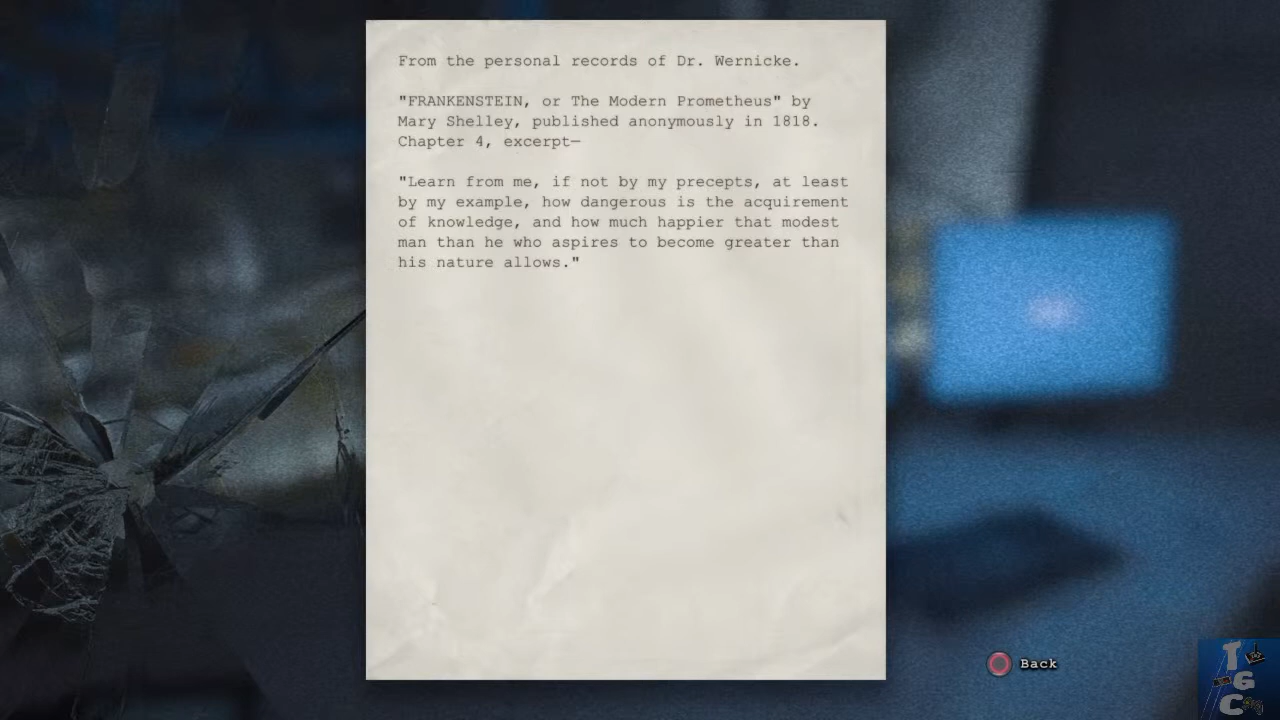 From the personal records of Dr. Wernicke.
"FRANKENSTEIN, or The Modern Prometheus" by
Mary Shelley, published anonymously in 1818.
Chapter 4, excerpt—
"Learn from me, if not by my precepts, at least
by my example, how dangerous is the acquirement
of knowledge, and how much happier that modest
man than he who aspires to become greater than
his nature allows."
Back
T
G
C